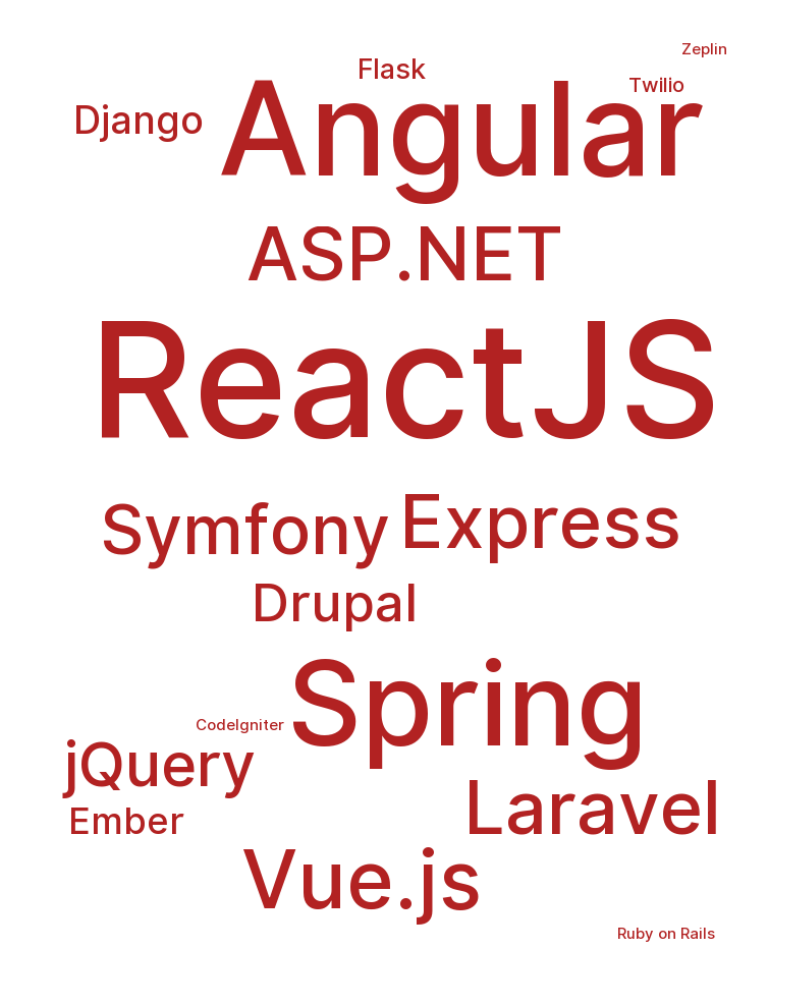 Zeplin
Flask
Twilio
Django
Angular
ASP.NET
ReactJS
Symfony
Express
Drupal
Spring
CodeIgniter
jQuery
Laravel
Ember
Vue.js
Ruby on Rails